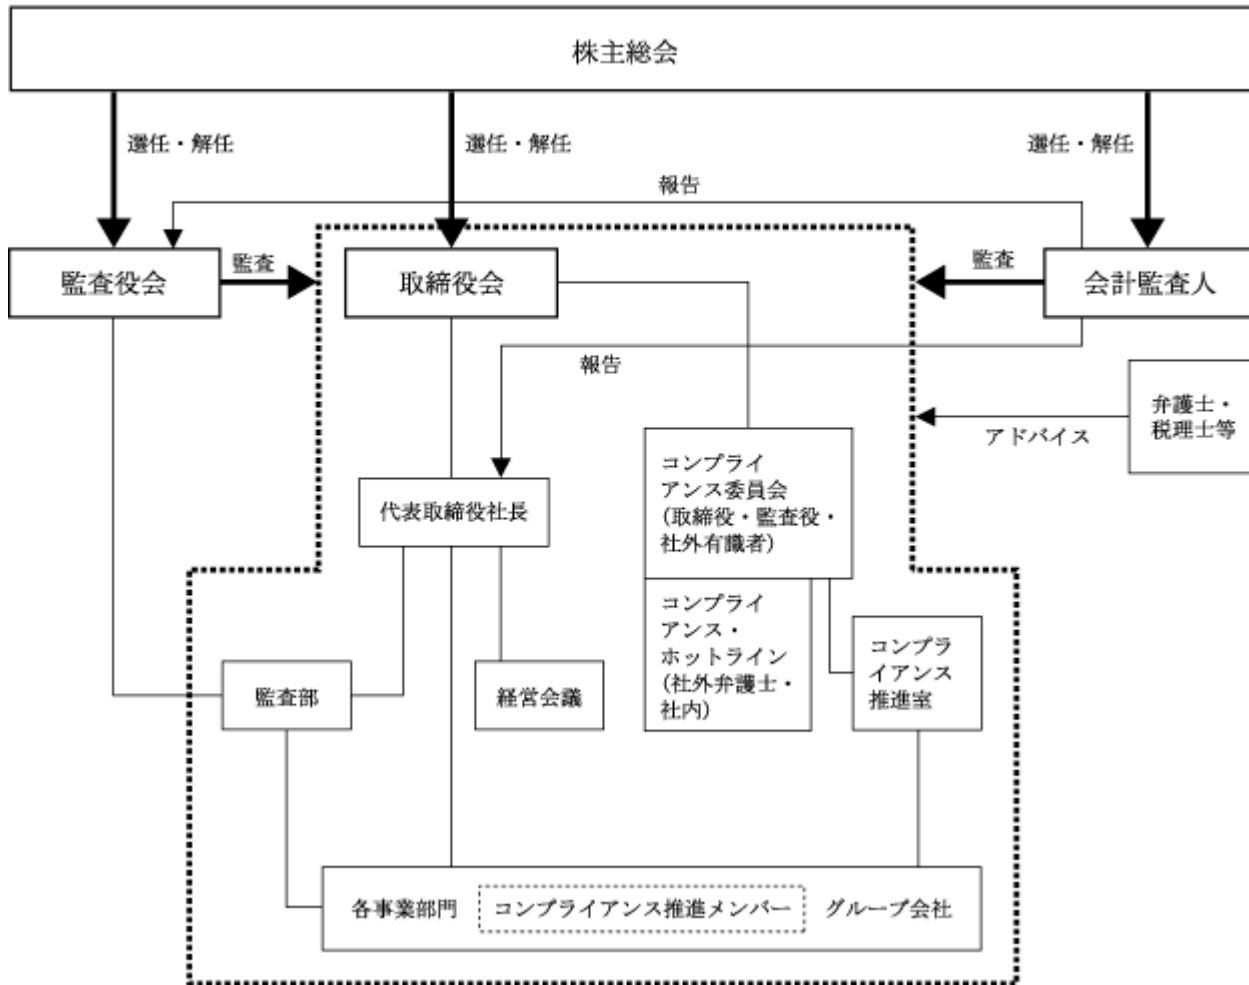 株主総会
選任・解任
選任・解任
選任・解任
報告
監査役会
監査
取締役会
監査
会計監査人
報告
弁護士・
税理士等
アドバイス
コンプライ
アンス委員会
(取締役・監査役・
社外有識者)
代表取締役社長
コンプライ
アンス・
ホットライン
(社外弁護士・
社内)
コンプラ
イアンス
推進室
監査部
経営会議
各事業部門
コンプライアンス推進メンバー
グループ会社